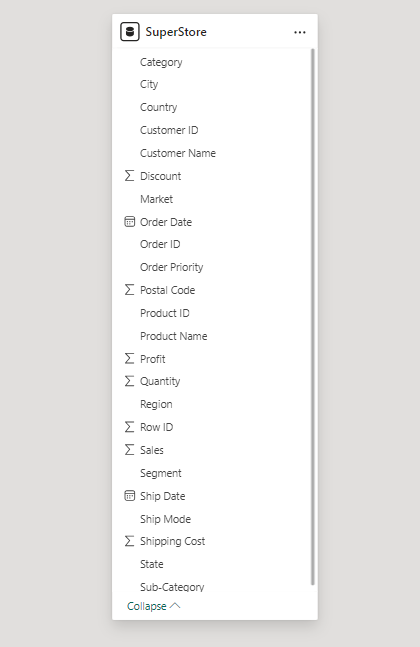 SuperStore
Category
City
Country
Customer ID
Customer Name
Discount
Market
Order Date
Order ID
Order Priority
Postal Code
Product ID
Product Name
Profit
Quantity
Region
Row ID
Sales
Segment
Ship Date
Ship Mode
Shipping Cost
State
Sub-Category
Collapse